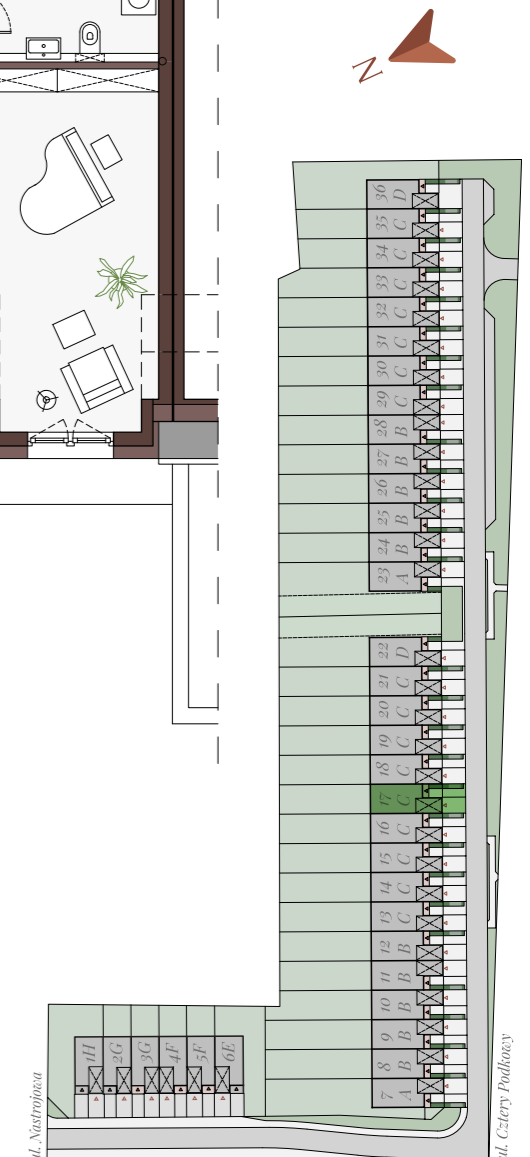 N
36 D
35 C
34 C
33 C
32 C
31 C
30 C
29 C
28 B
27 B
26 B
25 B
24 B
23 A
22 D
21 C
20 C
19 C
18 C
17 C
16 C
15 C
14 C
13 C
12 B
11 B
10 B
9 B
8 B
7 A
1H
2G
3G
4F
5F
6E
ul. Nastrojowa
ul. Cztery Podkowy